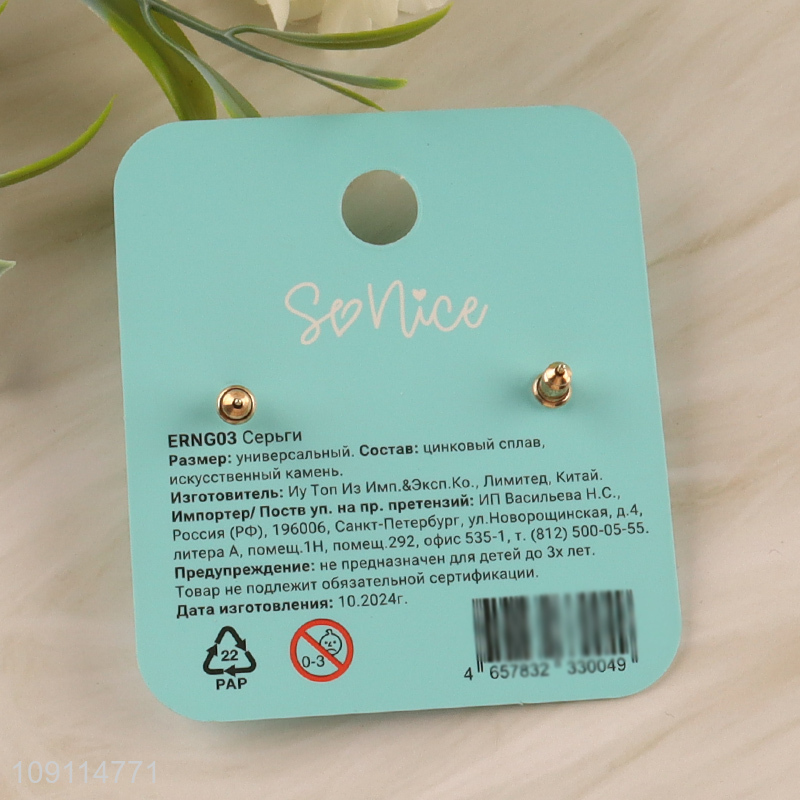 SoNice
ERNG03 Серьги
Размер: универсальный. Состав: цинковый сплав,
искусственный камень.
Изготовитель: Иу Топ Из Имп.&Эксп.Ко., Лимитед, Китай.
Импортер/ Поств уп. на пр. претензий: ИП Васильева Н.С.,
Россия (РФ), 196006, Санкт-Петербург, ул.Новорощинская, д.4,
литера А, помещ.1Н, помещ.292, офис 535-1, т. (812) 500-05-55.
Предупреждение: не предназначен для детей до 3х лет.
Товар не подлежит обязательной сертификации.
Дата изготовления: 10.2024г.
22
PAP
0-3
4 657832 330049
109114771